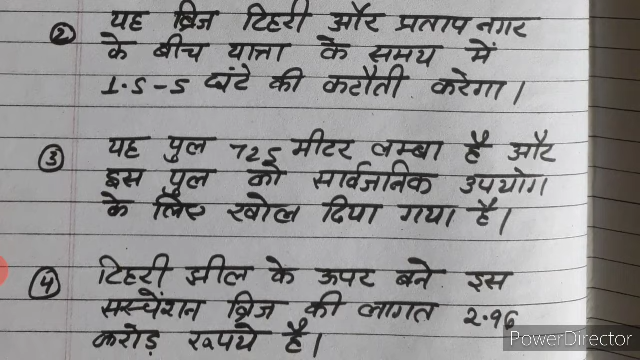 ② यह ब्रिज टिहरी और प्रताप नगर
के बीच यात्रा के समय में
1.5-5 घंटे की कटौती करेगा।
③ यह पुल 725 मीटर लम्बा है और
इस पुल को सार्वजनिक उपयोग
के लिए खोल दिया गया है।
④ टिहरी झील के ऊपर बने इस
सस्पेंशन ब्रिज की लागत 2.96
करोड़ रुपये है।
PowerDirector